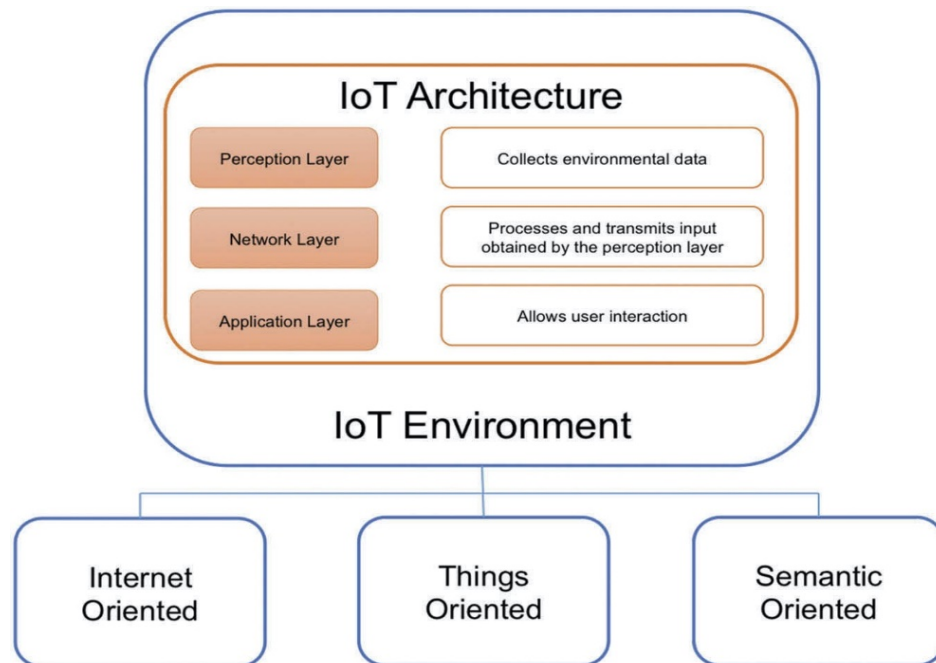 IoT Architecture
Perception Layer
Collects environmental data
Network Layer
Processes and transmits input
obtained by the perception layer
Application Layer
Allows user interaction
IoT Environment
Internet
Oriented
Things
Oriented
Semantic
Oriented